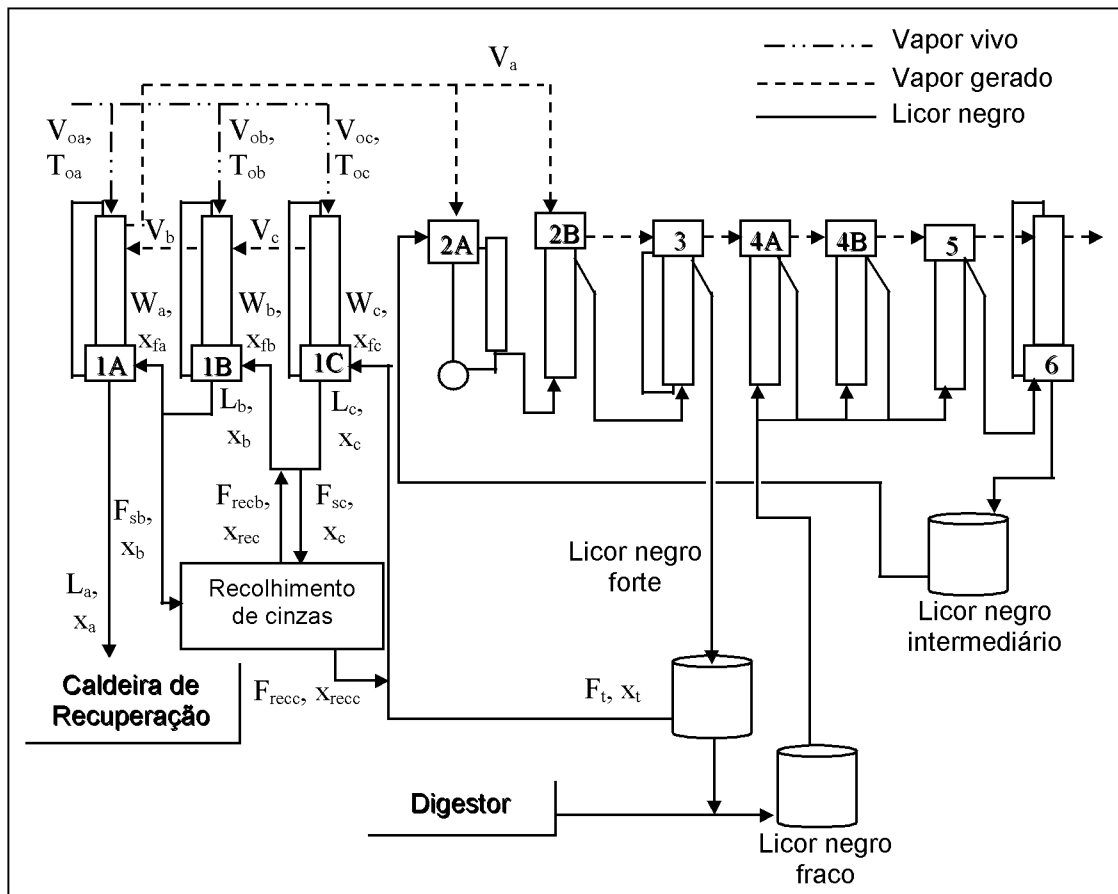 Vapor vivo
Vapor gerado
Licor negro
Vₐ
Vₒₐ,
Tₒₐ
Vob,
Tob
Voc,
Toc
Vb
Vc
Wₐ,
xfa
Wb,
xfb
Wc,
xfc
1A
1B
1C
2A
2B
3
4A
4B
5
6
Lb,
xb
Lc,
xc
Fsb,
xb
Frecb,
xrec
Fsc,
xc
Lₐ,
xₐ
Recolhimento
de cinzas
Frecc, xrecc
Caldeira de
Recuperação
Licor negro
forte
Ft, xt
Licor negro
intermediário
Digestor
Licor negro
fraco